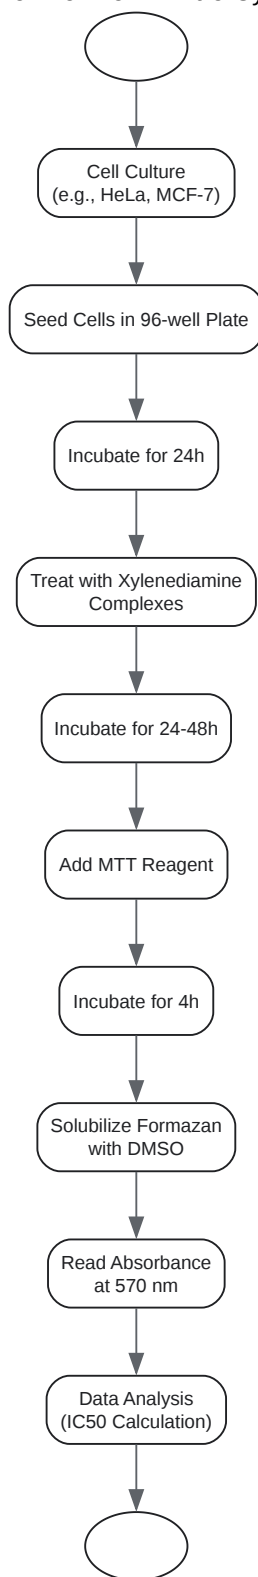 Cell Culture
(e.g., HeLa, MCF-7)
Seed Cells in 96-well Plate
Incubate for 24h
Treat with Xylenediamine
Complexes
Incubate for 24-48h
Add MTT Reagent
Incubate for 4h
Solubilize Formazan
with DMSO
Read Absorbance
at 570 nm
Data Analysis
(IC50 Calculation)